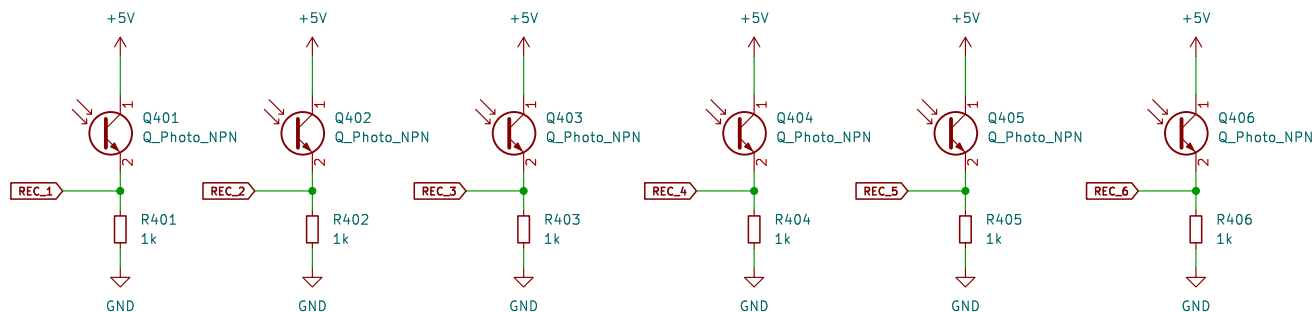 +5V +5V +5V +5V +5V +5V
1 1 1 1 1 1
Q401 Q402 Q403 Q404 Q405 Q406
Q_Photo_NPN Q_Photo_NPN Q_Photo_NPN Q_Photo_NPN Q_Photo_NPN Q_Photo_NPN
2 2 2 2 2 2
REC_1 REC_2 REC_3 REC_4 REC_5 REC_6
R401 R402 R403 R404 R405 R406
1k 1k 1k 1k 1k 1k
GND GND GND GND GND GND